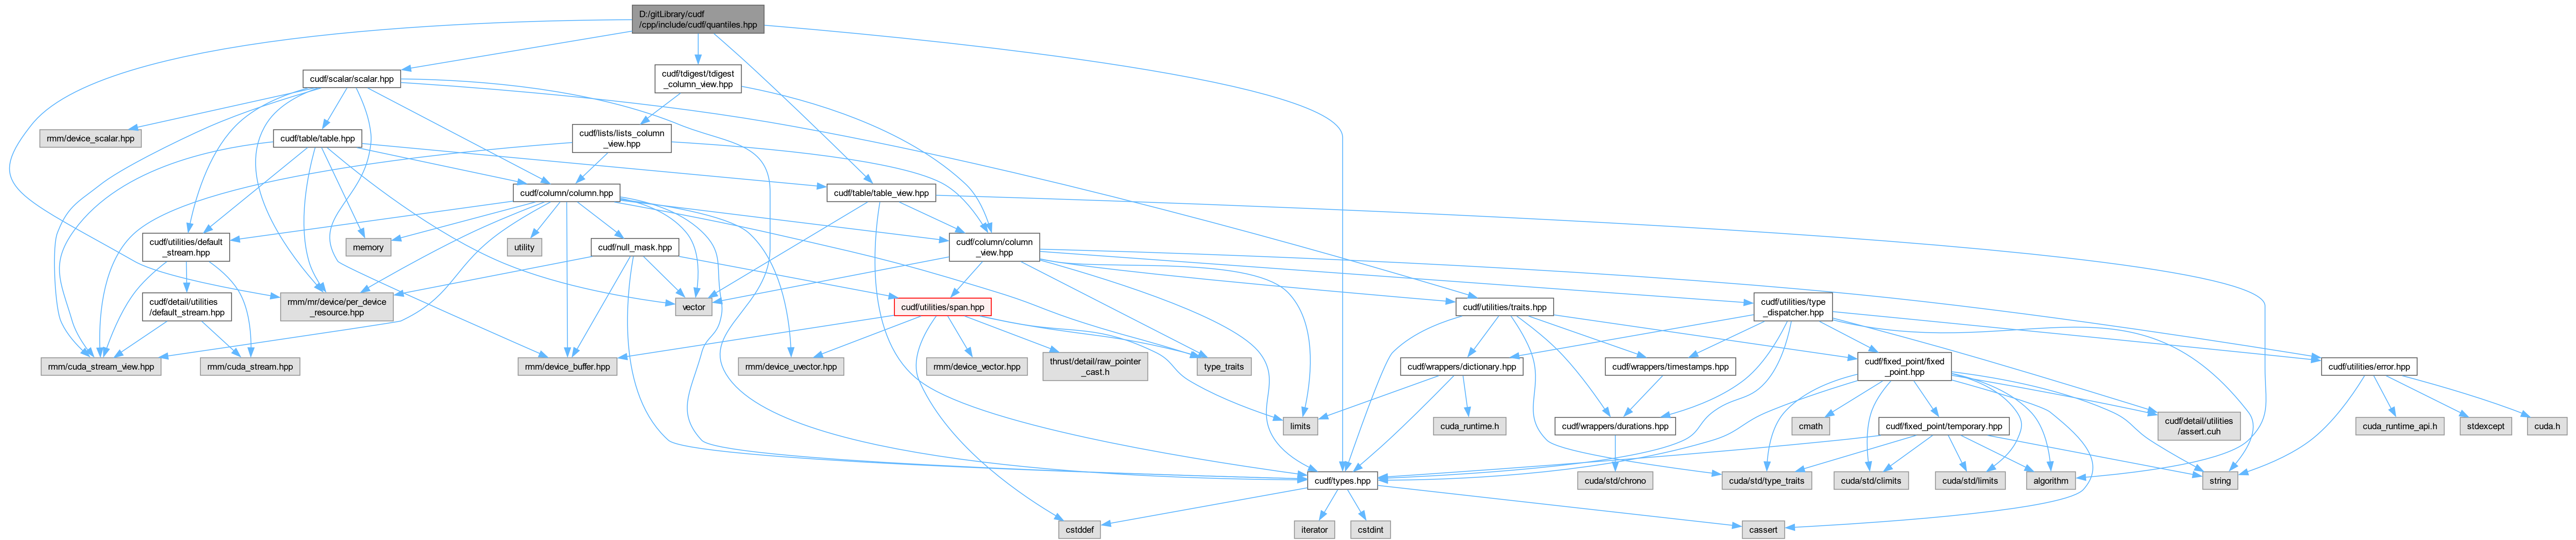 D:/gitLibrary/cudf
/cpp/include/cudf/quantiles.hpp
cudf/scalar/scalar.hpp
cudf/tdigest/tdigest
_column_view.hpp
rmm/device_scalar.hpp
cudf/table/table.hpp
cudf/lists/lists_column
_view.hpp
cudf/column/column.hpp
cudf/table/table_view.hpp
cudf/utilities/default
_stream.hpp
memory
utility
cudf/null_mask.hpp
cudf/column/column
_view.hpp
cudf/detail/utilities
/default_stream.hpp
rmm/mr/device/per_device
_resource.hpp
vector
cudf/utilities/span.hpp
cudf/utilities/traits.hpp
cudf/utilities/type
_dispatcher.hpp
rmm/cuda_stream_view.hpp
rmm/cuda_stream.hpp
rmm/device_buffer.hpp
rmm/device_uvector.hpp
rmm/device_vector.hpp
thrust/detail/raw_pointer
_cast.h
type_traits
cudf/wrappers/dictionary.hpp
cudf/wrappers/timestamps.hpp
cudf/fixed_point/fixed
_point.hpp
cudf/utilities/error.hpp
limits
cuda_runtime.h
cudf/wrappers/durations.hpp
cmath
cudf/fixed_point/temporary.hpp
cudf/detail/utilities
/assert.cuh
cuda_runtime_api.h
stdexcept
cuda.h
cudf/types.hpp
cuda/std/chrono
cuda/std/type_traits
cuda/std/climits
cuda/std/limits
algorithm
string
cstddef
iterator
cstdint
cassert